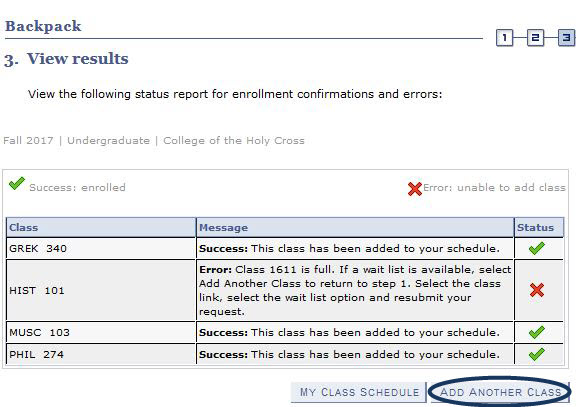 Backpack
1 2 3
3. View results
View the following status report for enrollment confirmations and errors:
Fall 2017 | Undergraduate | College of the Holy Cross
Success: enrolled Error: unable to add class
Class Message Status
GREK 340 Success: This class has been added to your schedule.
HIST 101 Error: Class 1611 is full. If a wait list is available, select
Add Another Class to return to step 1. Select the class
link, select the wait list option and resubmit your
request.
MUSC 103 Success: This class has been added to your schedule.
PHIL 274 Success: This class has been added to your schedule.
MY CLASS SCHEDULE ADD ANOTHER CLASS